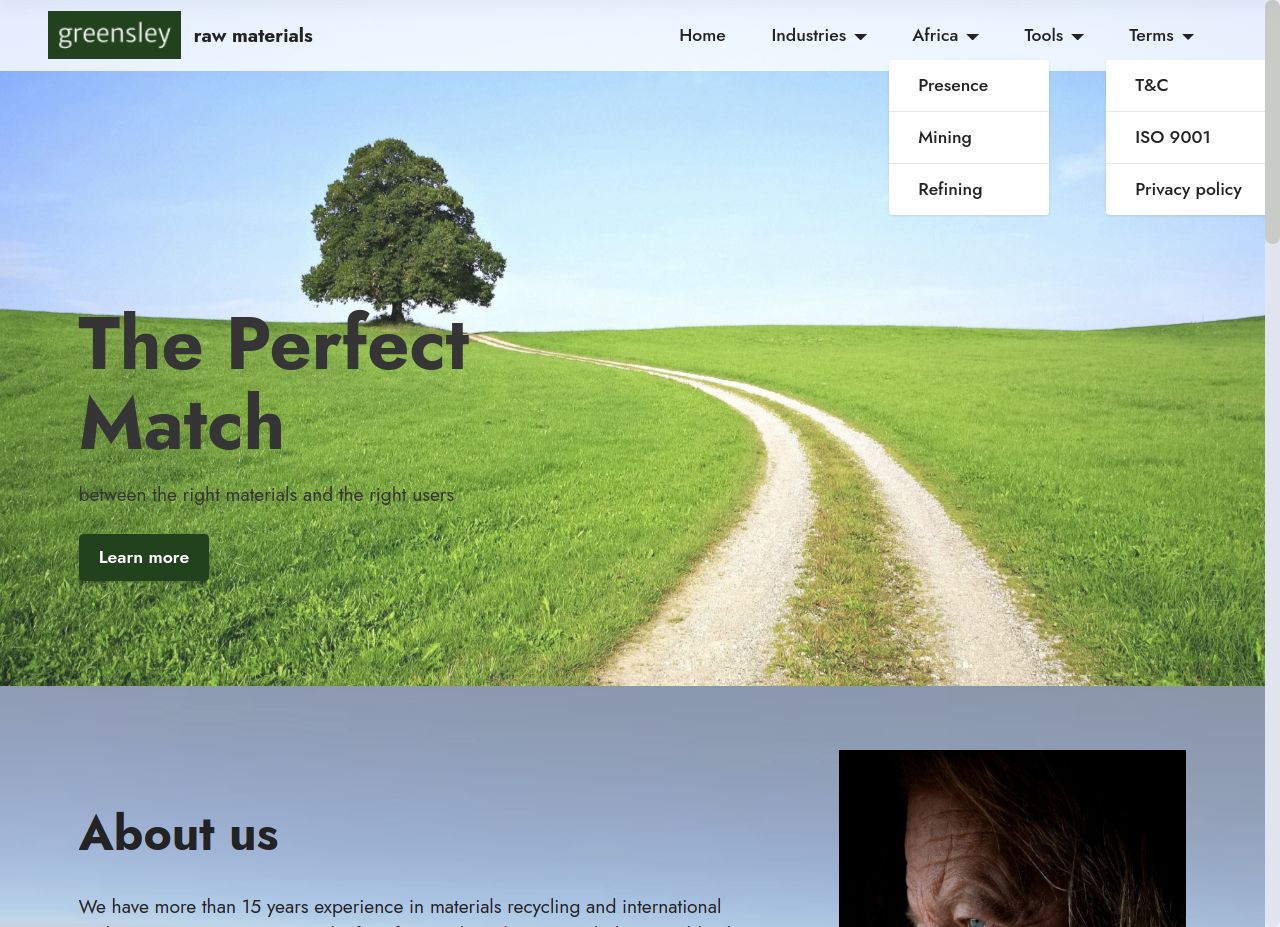 greensley
raw materials
Home
Industries
Africa
Tools
Terms
Presence
Mining
Refining
T&C
ISO 9001
Privacy policy
The Perfect
Match
between the right materials and the right users
Learn more
About us
We have more than 15 years experience in materials recycling and international